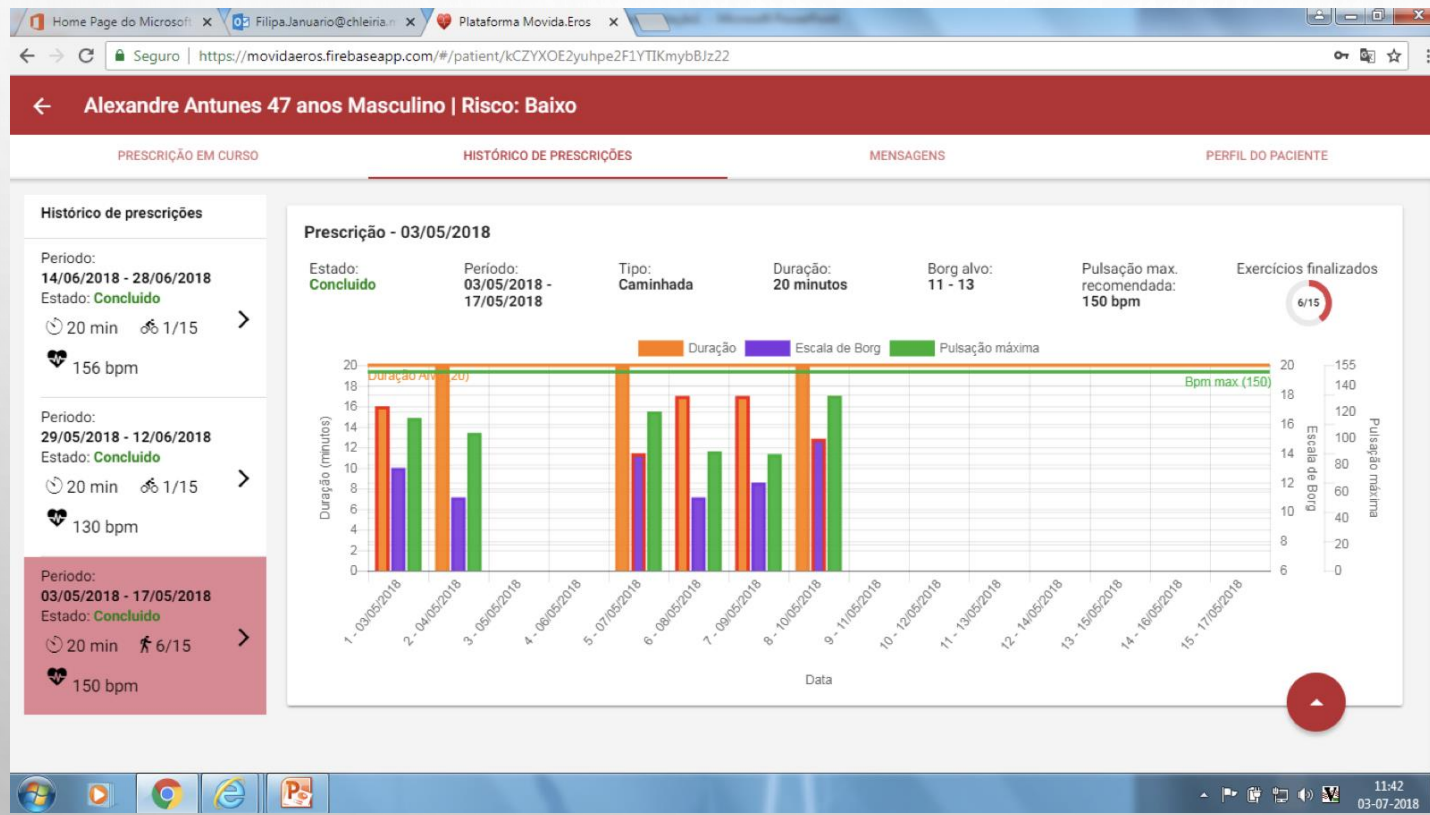 Home Page do Microsoft
Filipa.Januario@chleiria.n
Plataforma Movida.Eros
Seguro | https://movidaeros.firebaseapp.com/#/patient/kCZYXOE2yuhpe2F1YTIKmybBJz22
Alexandre Antunes 47 anos Masculino | Risco: Baixo
PRESCRIÇÃO EM CURSO
HISTÓRICO DE PRESCRIÇÕES
MENSAGENS
PERFIL DO PACIENTE
Histórico de prescrições
Periodo:
14/06/2018 - 28/06/2018
Estado: Concluido
20 min 1/15
156 bpm
Periodo:
29/05/2018 - 12/06/2018
Estado: Concluido
20 min 1/15
130 bpm
Periodo:
03/05/2018 - 17/05/2018
Estado: Concluido
20 min 6/15
150 bpm
Prescrição - 03/05/2018
Estado:
Concluido
Período:
03/05/2018 -
17/05/2018
Tipo:
Caminhada
Duração:
20 minutos
Borg alvo:
11 - 13
Pulsação max.
recomendada:
150 bpm
Exercícios finalizados
6/15
Duração
Escala de Borg
Pulsação máxima
Duração (minutos)
20
18
16
14
12
10
8
6
4
2
0
Duração
20)
Bpm max (150)
20
18
16
14
12
10
8
6
Escala de Borg
155
140
120
100
80
60
40
20
0
Pulsação máxima
1 - 03/05/2018
2 - 04/05/2018
3 - 05/05/2018
4 - 06/05/2018
5 - 07/05/2018
6 - 08/05/2018
7 - 09/05/2018
8 - 10/05/2018
9 - 11/05/2018
10 - 12/05/2018
11 - 13/05/2018
12 - 14/05/2018
13 - 15/05/2018
14 - 16/05/2018
15 - 17/05/2018
Data
11:42
03-07-2018